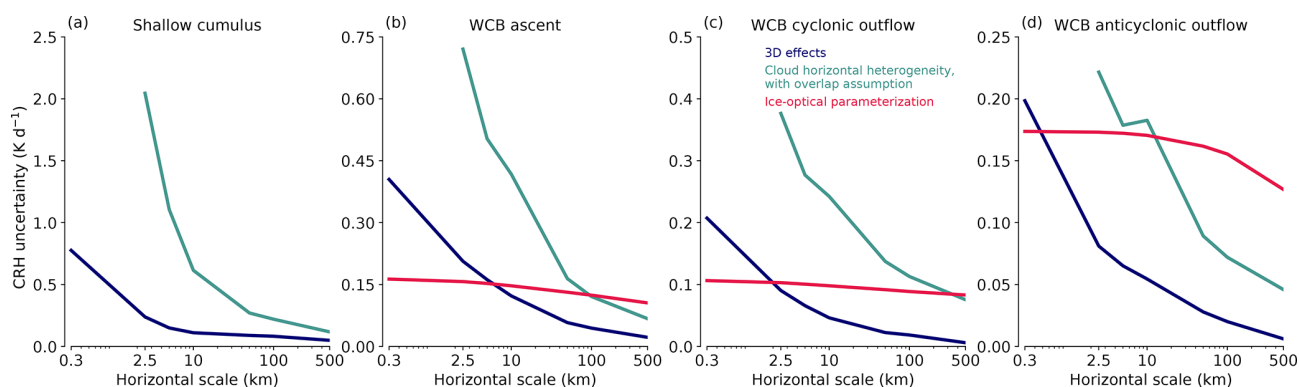 (a) Shallow cumulus
(b) WCB ascent
(c) WCB cyclonic outflow
(d) WCB anticyclonic outflow
CRH uncertainty (K d⁻¹)
2.5
2.0
1.5
1.0
0.5
0.0
0.3 2.5 10 100 500
Horizontal scale (km)
0.75
0.60
0.45
0.30
0.15
0.00
0.3 2.5 10 100 500
Horizontal scale (km)
0.5
0.4
0.3
0.2
0.1
0.0
3D effects
Cloud horizontal heterogeneity,
with overlap assumption
Ice-optical parameterization
0.3 2.5 10 100 500
Horizontal scale (km)
0.25
0.20
0.15
0.10
0.05
0.00
0.3 2.5 10 100 500
Horizontal scale (km)